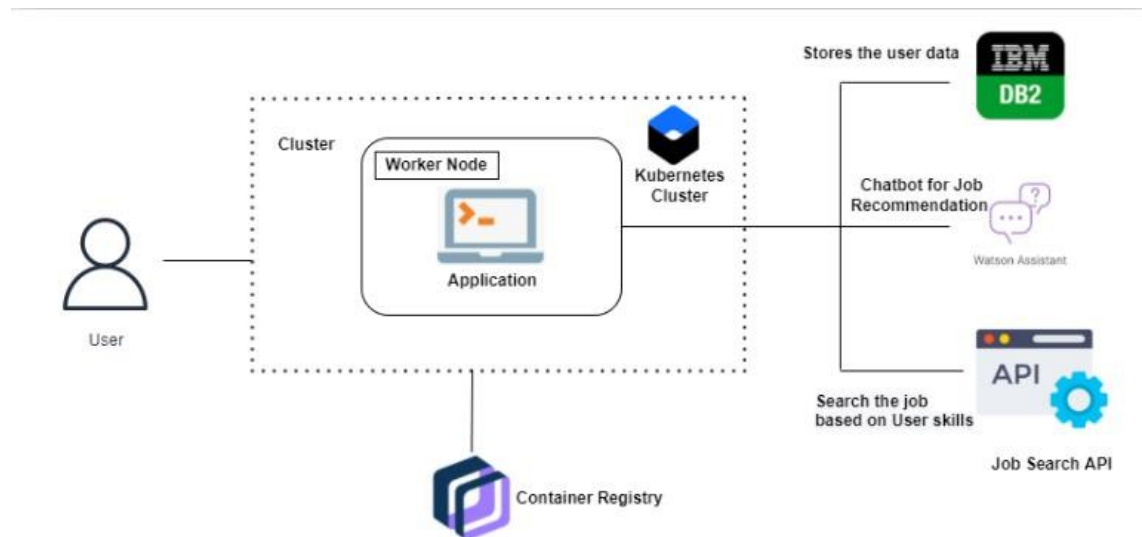 Stores the user data
IBM
DB2
Cluster
Worker Node
Kubernetes
Cluster
Application
Chatbot for Job
Recommendation
?
Watson Assistant
User
API
Search the job
based on User skills
Job Search API
Container Registry